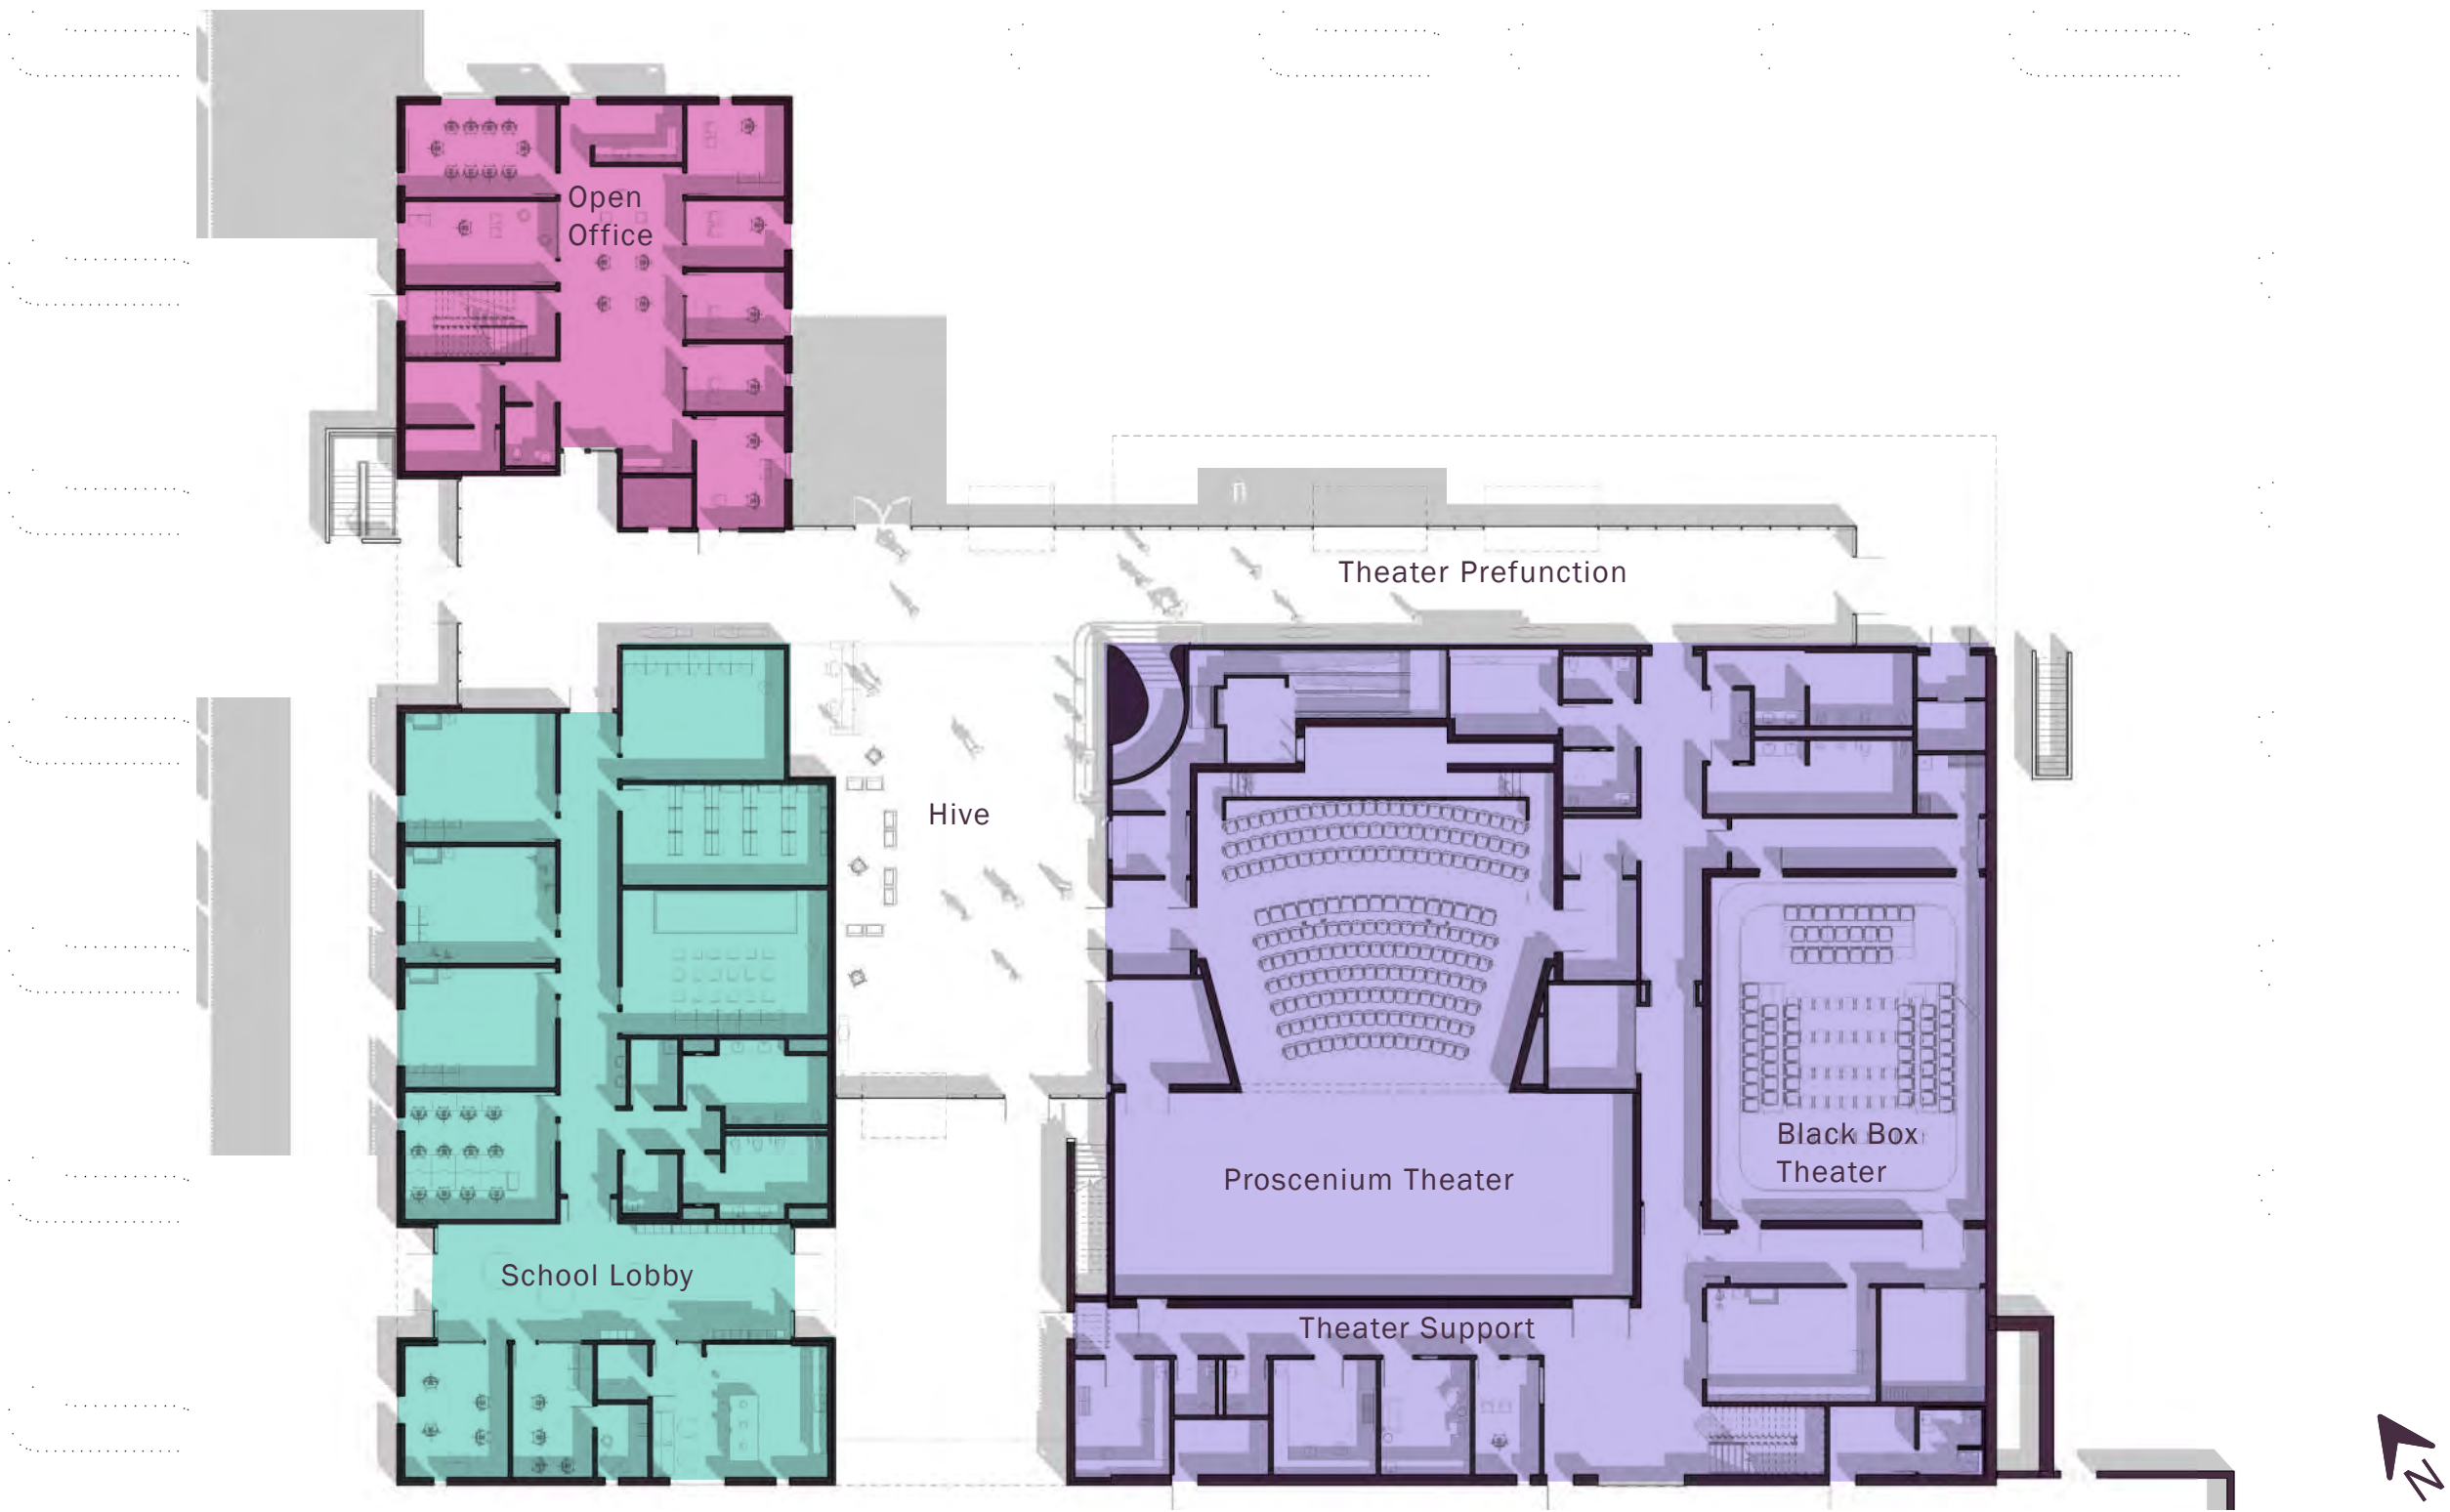 Open
Office
Theater Prefunction
Hive
Black Box
Theater
Proscenium Theater
School Lobby
Theater Support
N